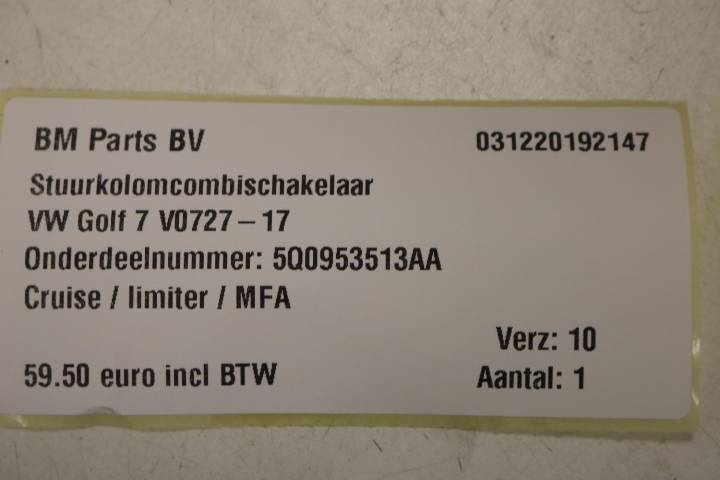 BM Parts BV 031220192147
Stuurkolomcombischakelaar
VW Golf 7 V0727-17
Onderdeelnummer: 5Q0953513AA
Cruise / limiter / MFA
Verz: 10
59.50 euro incl BTW Aantal: 1